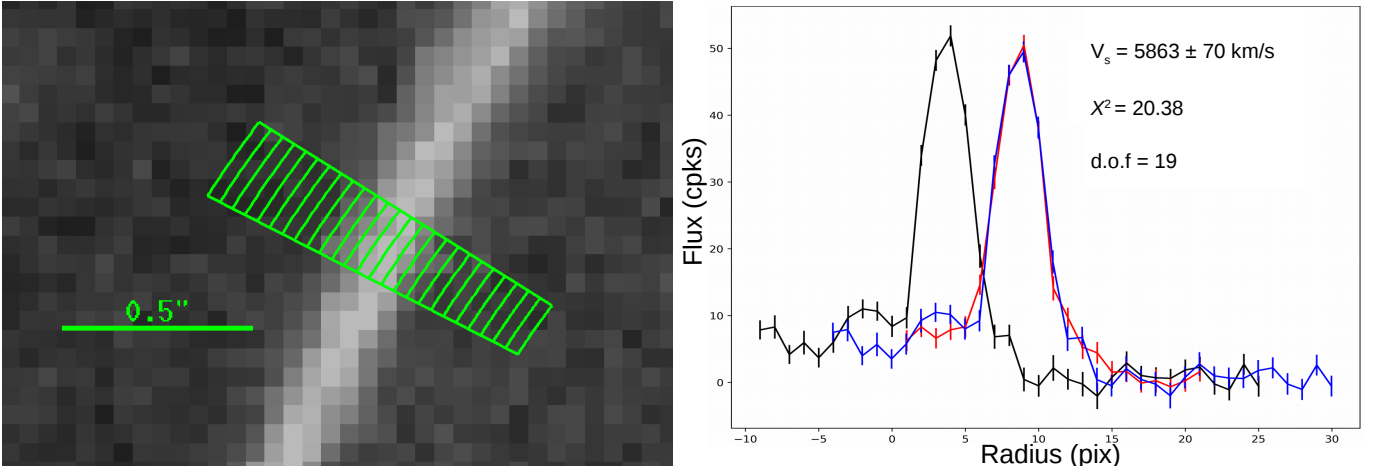 0.5"
Flux (cpks)
50
40
30
20
10
0
V_s = 5863 ± 70 km/s
X² = 20.38
d.o.f = 19
−10 −5 0 5 10 15 20 25 30
Radius (pix)